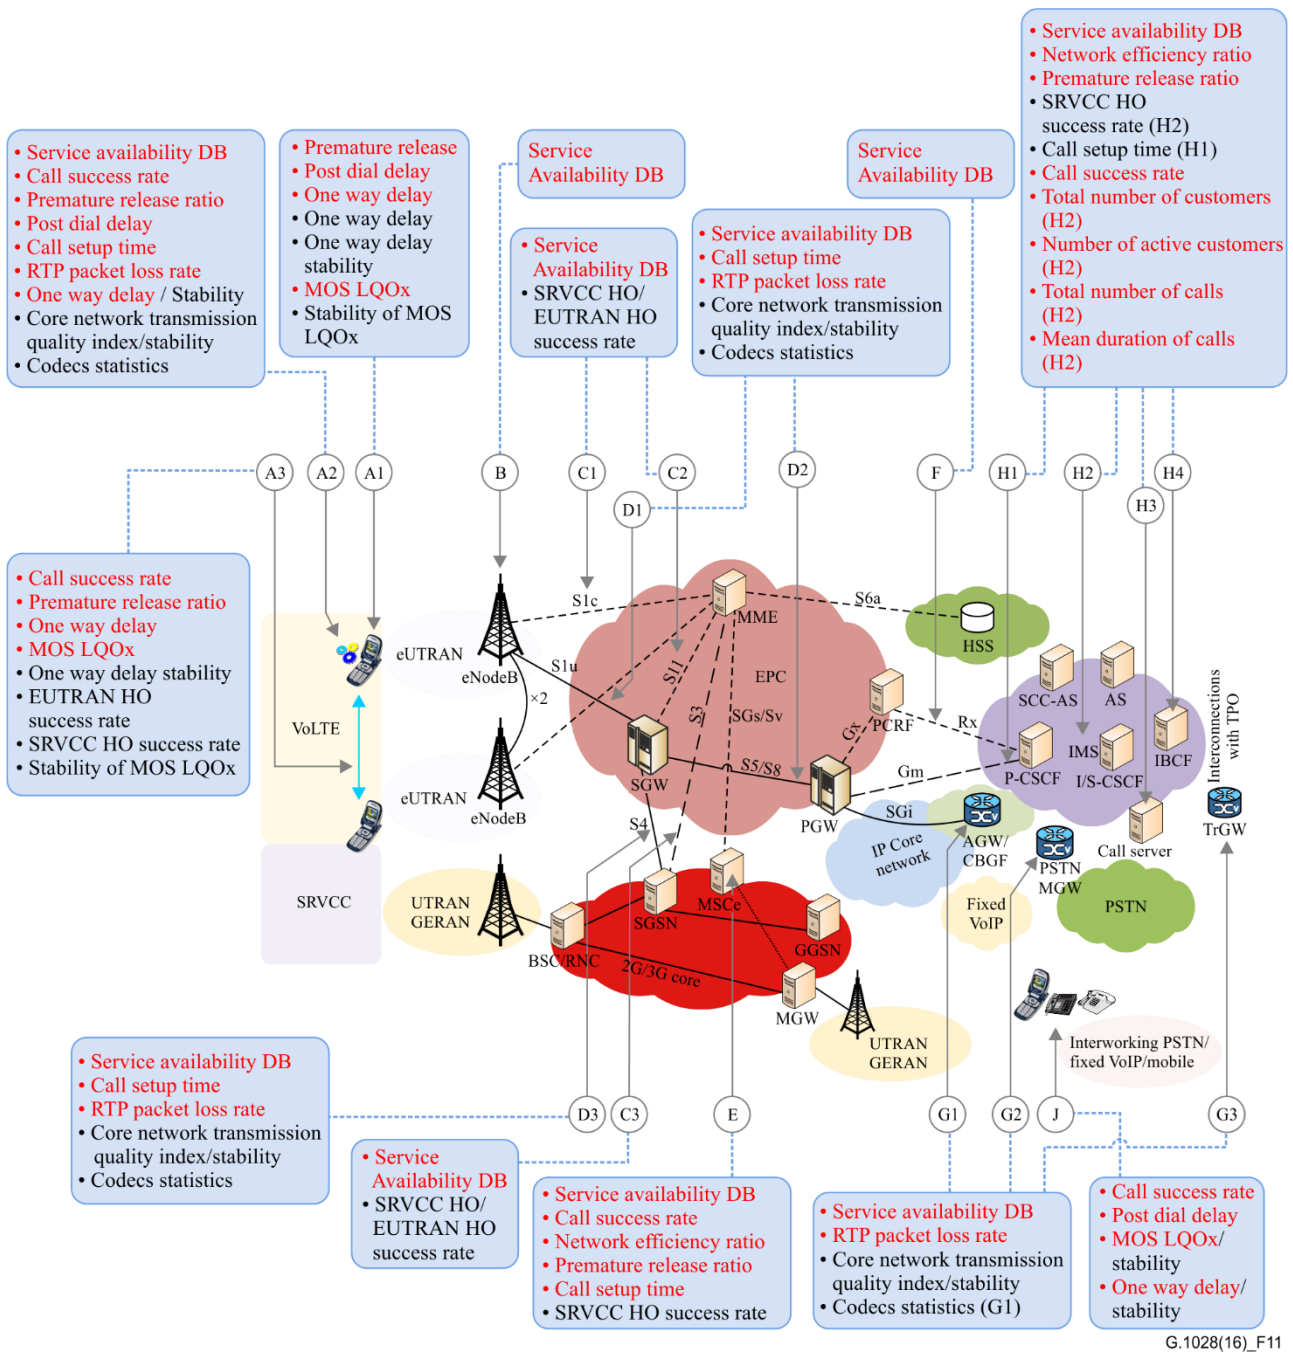 • Service availability DB
• Network efficiency ratio
• Premature release ratio
• SRVCC HO
success rate (H2)
• Call setup time (H1)
• Call success rate
• Total number of customers
(H2)
• Number of active customers
(H2)
• Total number of calls
(H2)
• Mean duration of calls
(H2)
• Service availability DB
• Call success rate
• Premature release ratio
• Post dial delay
• Call setup time
• RTP packet loss rate
• One way delay / Stability
• Core network transmission
quality index/stability
• Codecs statistics
• Premature release
• Post dial delay
• One way delay
• One way delay
• One way delay
stability
• MOS LQOx
• Stability of MOS
LQOx
Service
Availability DB
• Service
Availability DB
• SRVCC HO/
EUTRAN HO
success rate
• Service availability DB
• Call setup time
• RTP packet loss rate
• Core network transmission
quality index/stability
• Codecs statistics
Service
Availability DB
A3
A2
A1
B
C1
C2
D1
D2
F
H1
H2
H3
H4
• Call success rate
• Premature release ratio
• One way delay
• MOS LQOx
• One way delay stability
• EUTRAN HO
success rate
• SRVCC HO success rate
• Stability of MOS LQOx
VoLTE
SRVCC
eUTRAN
eNodeB
×2
eUTRAN
eNodeB
UTRAN
GERAN
S1c
S1u
S11
S3
S4
SGs/Sv
S5/S8
S6a
Gx
Rx
Gm
SGi
MME
EPC
SGW
PGW
PCRF
HSS
SCC-AS
AS
IMS
P-CSCF
I/S-CSCF
IBCF
Interconnections
with TPO
TrGW
Call server
IP Core
network
AGW/
CBGF
PSTN
MGW
Fixed
VoIP
PSTN
SGSN
MSCe
GGSN
BSC/RNC
2G/3G core
MGW
UTRAN
GERAN
Interworking PSTN/
fixed VoIP/mobile
D3
C3
E
G1
G2
J
G3
• Service availability DB
• Call setup time
• RTP packet loss rate
• Core network transmission
quality index/stability
• Codecs statistics
• Service
Availability DB
• SRVCC HO/
EUTRAN HO
success rate
• Service availability DB
• Call success rate
• Network efficiency ratio
• Premature release ratio
• Call setup time
• SRVCC HO success rate
• Service availability DB
• RTP packet loss rate
• Core network transmission
quality index/stability
• Codecs statistics (G1)
• Call success rate
• Post dial delay
• MOS LQOx/
stability
• One way delay/
stability
G.1028(16)_F11